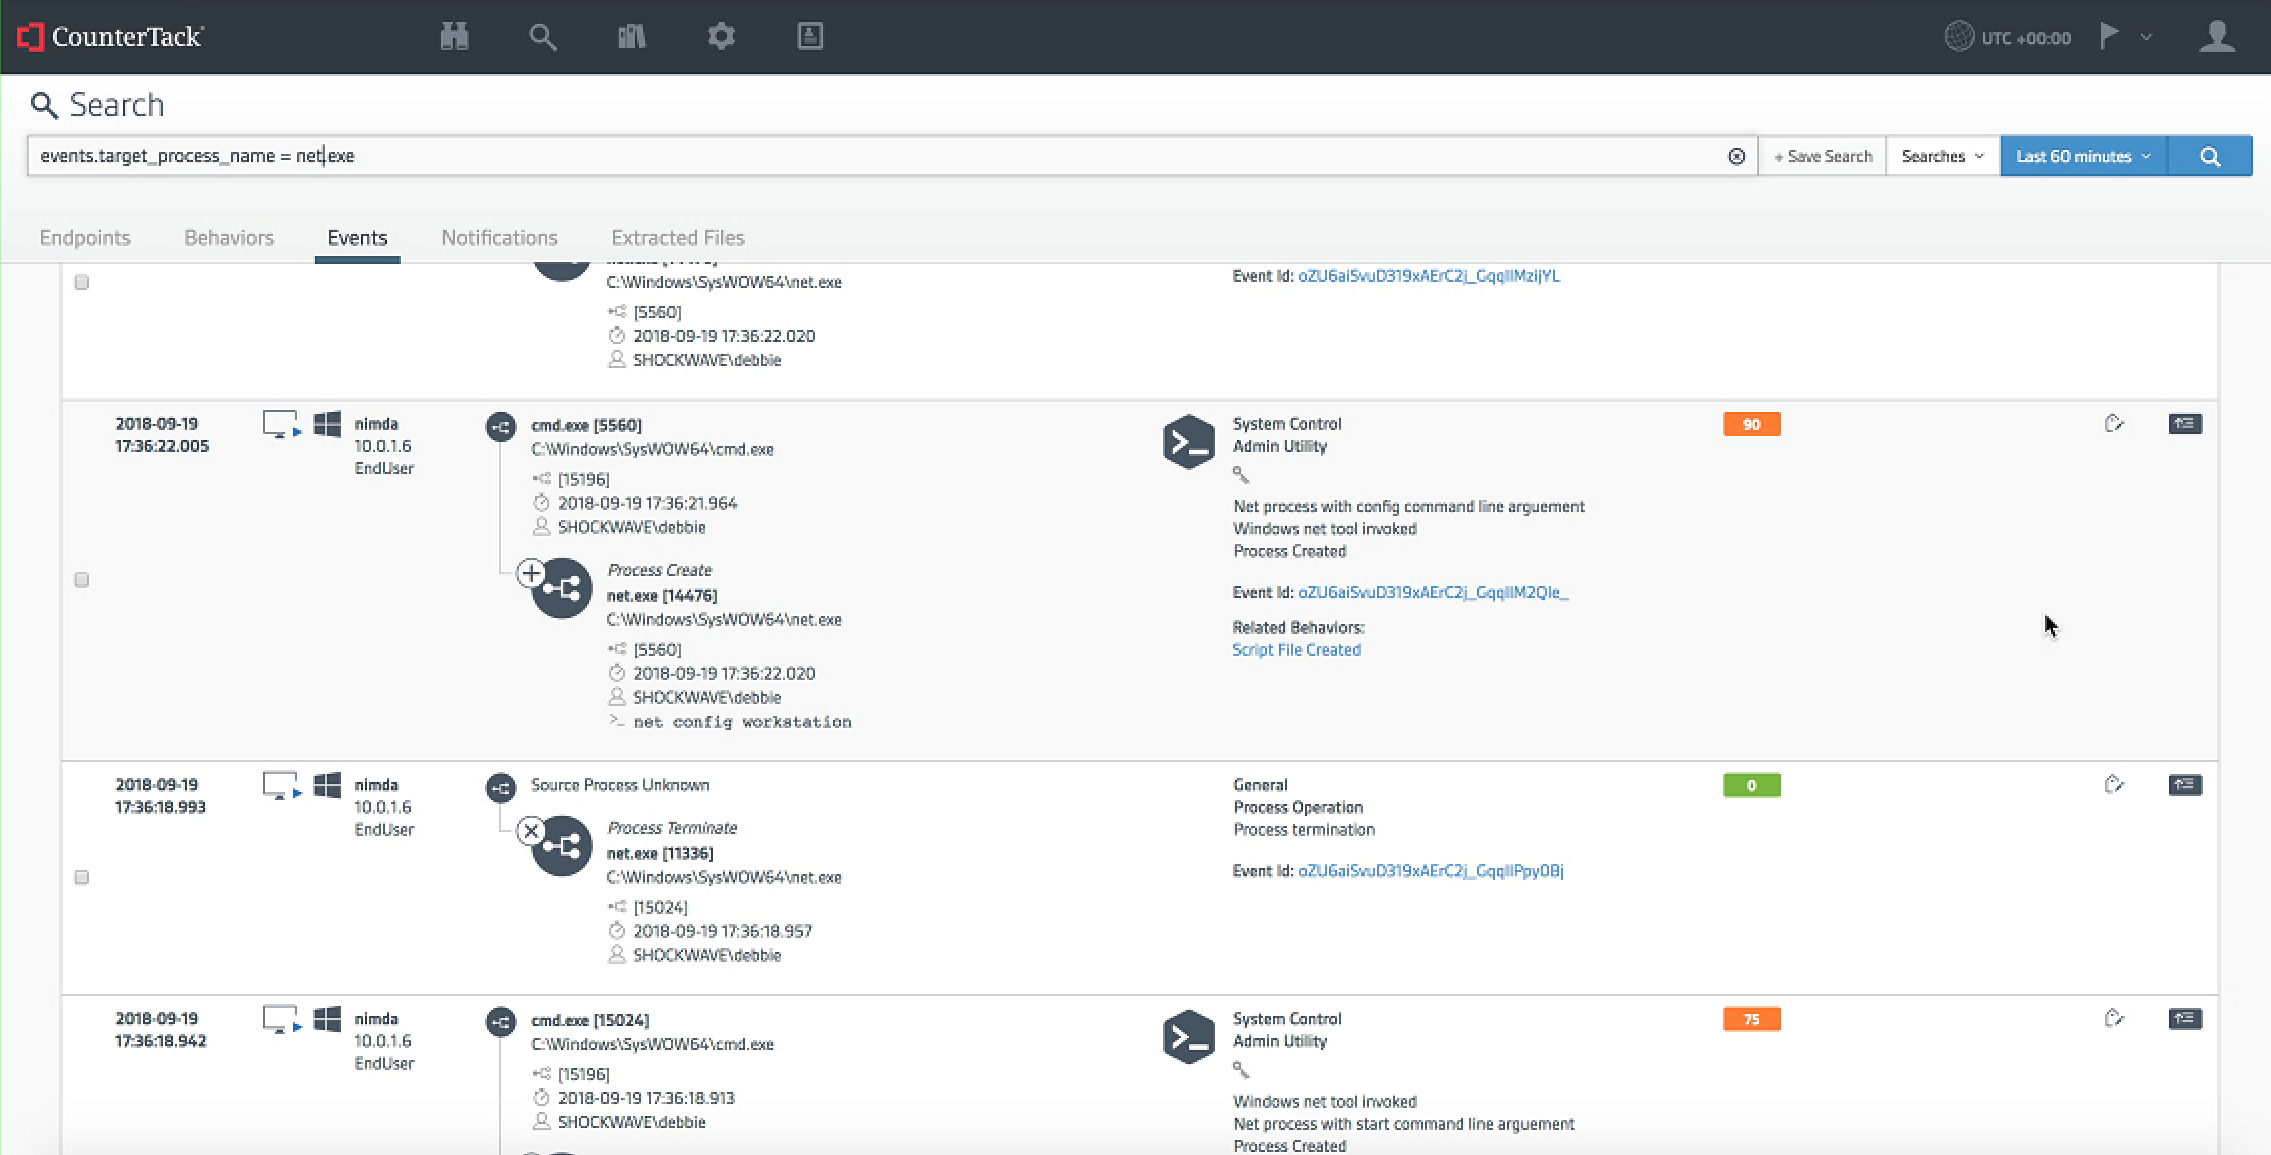 CounterTack
UTC +00:00
Search
events.target_process_name = net.exe
+ Save Search
Searches
Last 60 minutes
Endpoints
Behaviors
Events
Notifications
Extracted Files
C:\Windows\SysWOW64\net.exe
[5560]
2018-09-19 17:36:22.020
SHOCKWAVE\debbie
Event Id: oZU6aiSvuD319xAErC2j_GqqIlMzijYL
2018-09-19
17:36:22.005
nimda
10.0.1.6
EndUser
cmd.exe [5560]
C:\Windows\SysWOW64\cmd.exe
[15196]
2018-09-19 17:36:21.964
SHOCKWAVE\debbie
Process Create
net.exe [14476]
C:\Windows\SysWOW64\net.exe
[5560]
2018-09-19 17:36:22.020
SHOCKWAVE\debbie
>_ net config workstation
System Control
Admin Utility
Net process with config command line arguement
Windows net tool invoked
Process Created
Event Id: oZU6aiSvuD319xAErC2j_GqqIlM2QIe_
Related Behaviors:
Script File Created
90
2018-09-19
17:36:18.993
nimda
10.0.1.6
EndUser
Source Process Unknown
Process Terminate
net.exe [11336]
C:\Windows\SysWOW64\net.exe
[15024]
2018-09-19 17:36:18.957
SHOCKWAVE\debbie
General
Process Operation
Process termination
Event Id: oZU6aiSvuD319xAErC2j_GqqIlPpy0Bj
0
2018-09-19
17:36:18.942
nimda
10.0.1.6
EndUser
cmd.exe [15024]
C:\Windows\SysWOW64\cmd.exe
[15196]
2018-09-19 17:36:18.913
SHOCKWAVE\debbie
System Control
Admin Utility
Windows net tool invoked
Net process with start command line arguement
Process Created
75